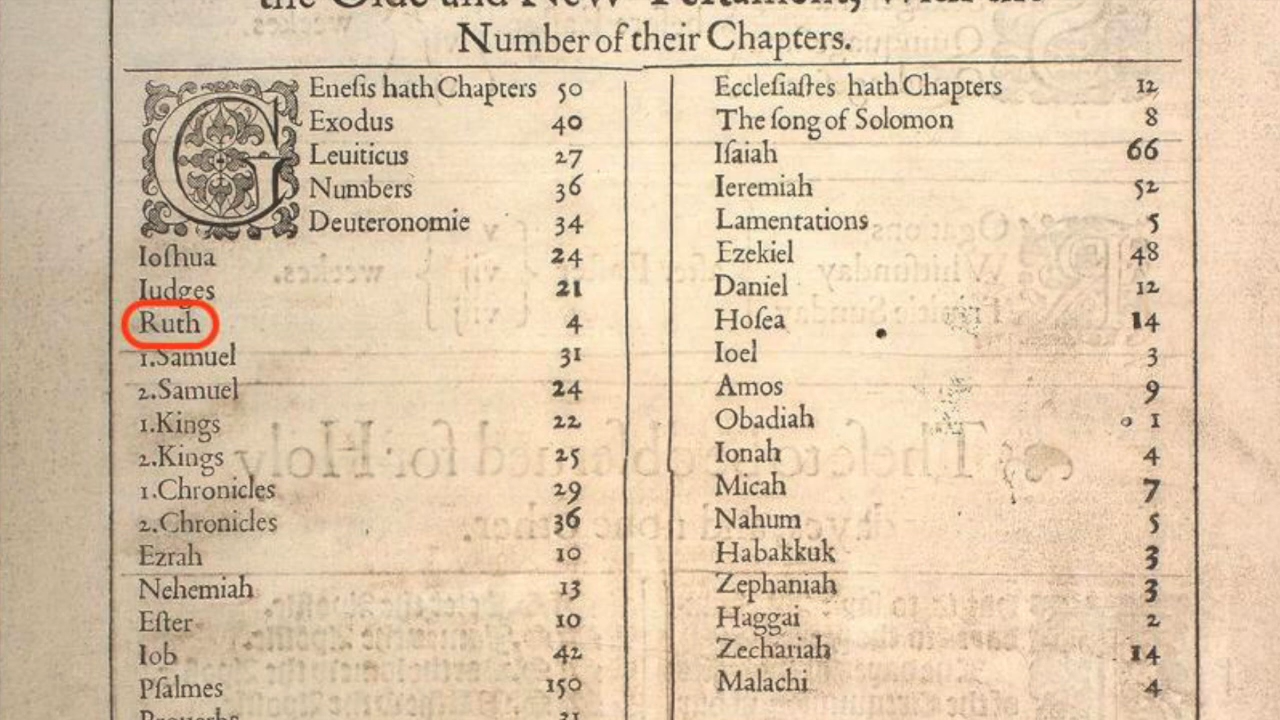 the Olde and New Testament, with the
Number of their Chapters.
GEneſis hath Chapters 50
Exodus 40
Leuiticus 27
Numbers 36
Deuteronomie 34
Ioſhua 24
Iudges 21
Ruth 4
1.Samuel 31
2.Samuel 24
1.Kings 22
2.Kings 25
1.Chronicles 29
2.Chronicles 36
Ezrah 10
Nehemiah 13
Eſter 10
Iob 42
Pſalmes 150
Prouerbs 31
Eccleſiaſtes hath Chapters 12
The ſong of Solomon 8
Iſaiah 66
Ieremiah 52
Lamentations 5
Ezekiel 48
Daniel 12
Hoſea 14
Ioel 3
Amos 9
Obadiah 1
Ionah 4
Micah 7
Nahum 5
Habakkuk 3
Zephaniah 3
Haggai 2
Zechariah 14
Malachi 4